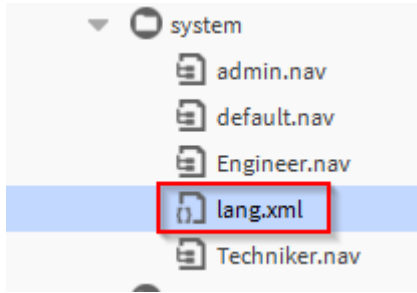 system
admin.nav
default.nav
Engineer.nav
lang.xml
Techniker.nav